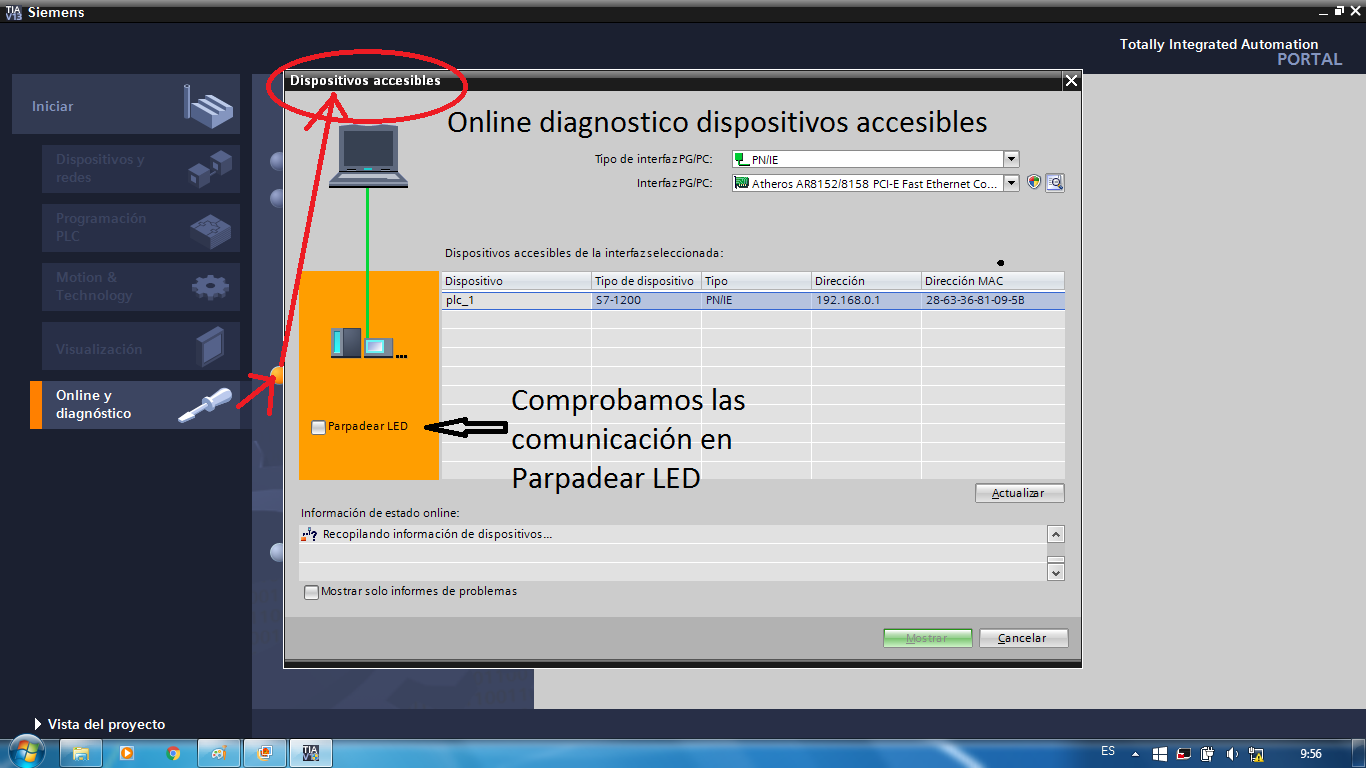 TIA
V13
Siemens
Totally Integrated Automation
PORTAL
Iniciar
Dispositivos y
redes
Programación
PLC
Motion &
Technology
Visualización
Online y
diagnóstico
Dispositivos accesibles
Online diagnostico dispositivos accesibles
Tipo de interfaz PG/PC:
PN/IE
Interfaz PG/PC:
Atheros AR8152/8158 PCI-E Fast Ethernet Co...
Dispositivos accesibles de la interfaz seleccionada:
Dispositivo Tipo de dispositivo Tipo Dirección Dirección MAC
plc_1 S7-1200 PN/IE 192.168.0.1 28-63-36-81-09-5B
Parpadear LED
Comprobamos las
comunicación en
Parpadear LED
Actualizar
Información de estado online:
Recopilando información de dispositivos...
Mostrar solo informes de problemas
Mostrar
Cancelar
Vista del proyecto
TIA
V13
ES
9:56